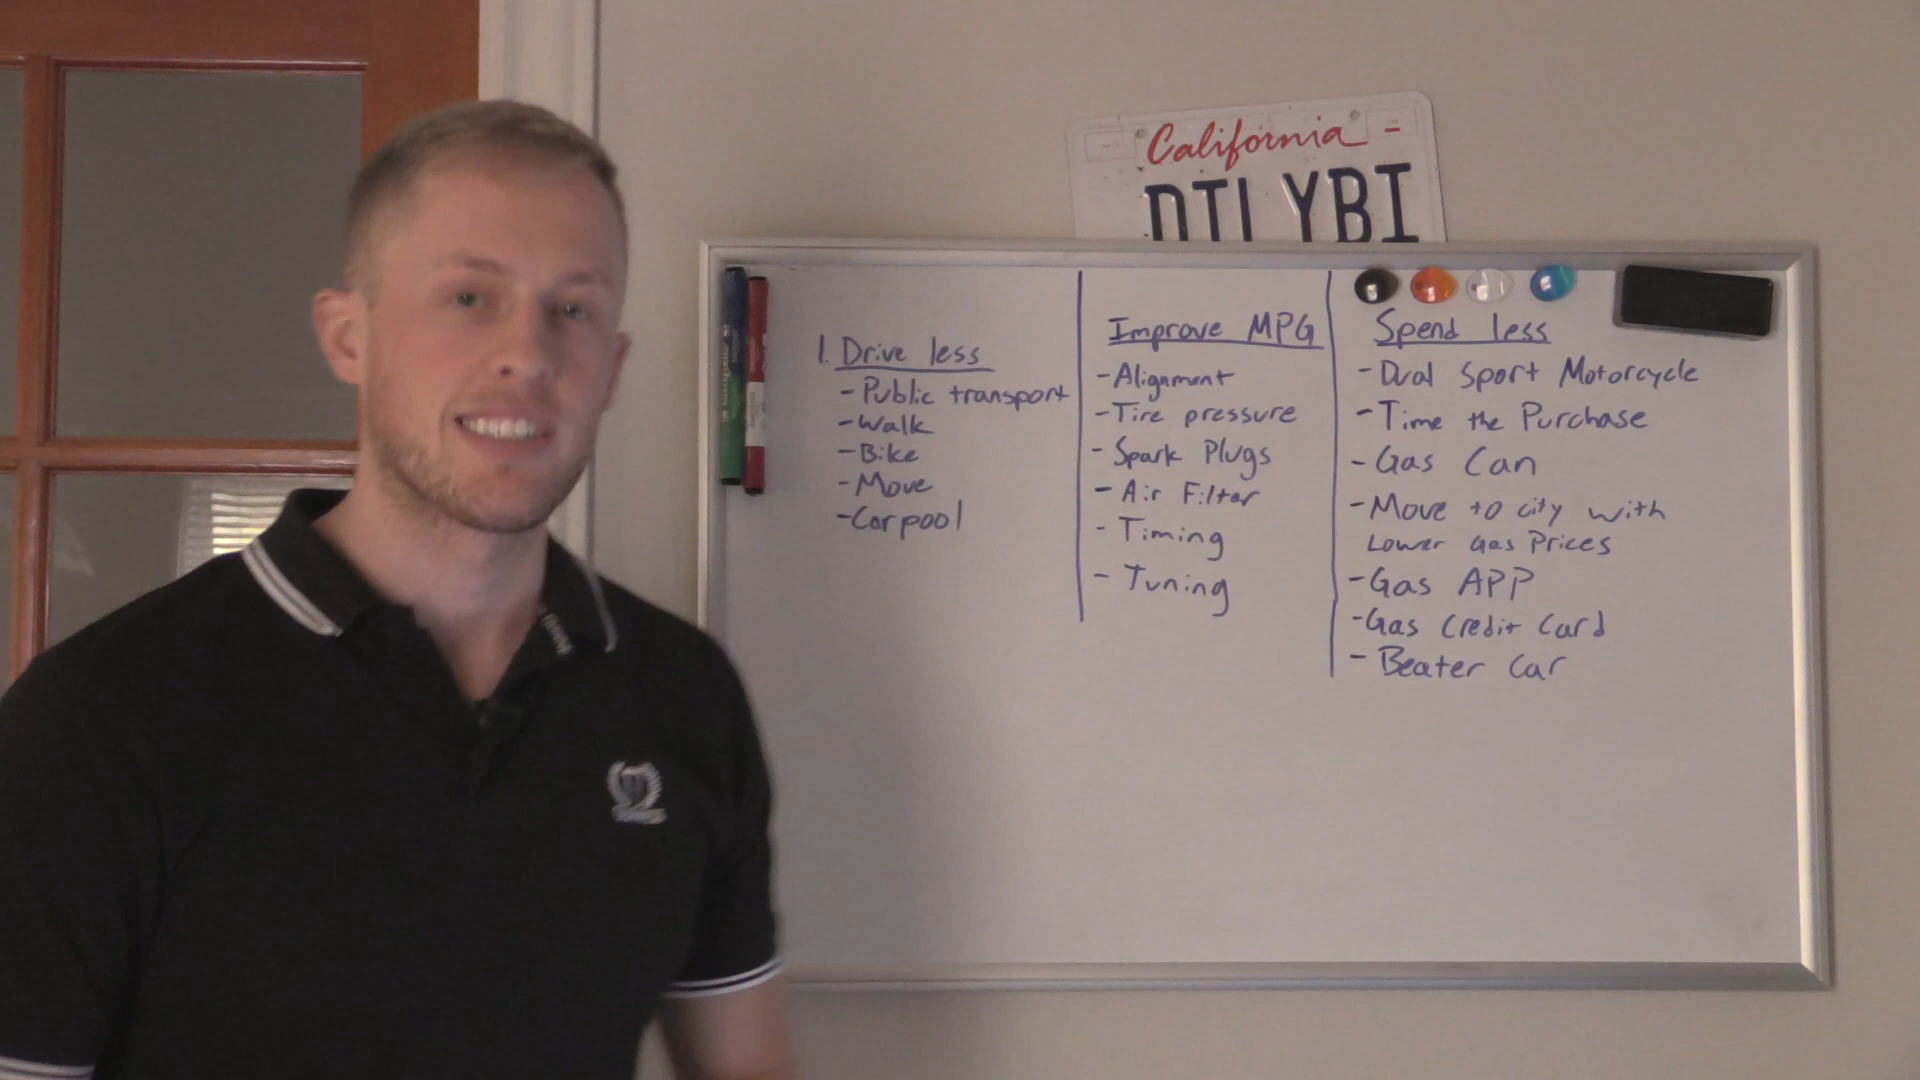 California
DTLYBI
1. Drive less
- Public transport
- Walk
- Bike
- Move
- Carpool
Improve MPG
- Alignment
- Tire pressure
- Spark Plugs
- Air Filter
- Timing
- Tuning
Spend less
- Dual Sport Motorcycle
- Time the Purchase
- Gas Can
- Move to city with
Lower Gas Prices
- Gas APP
- Gas Credit Card
- Beater Car